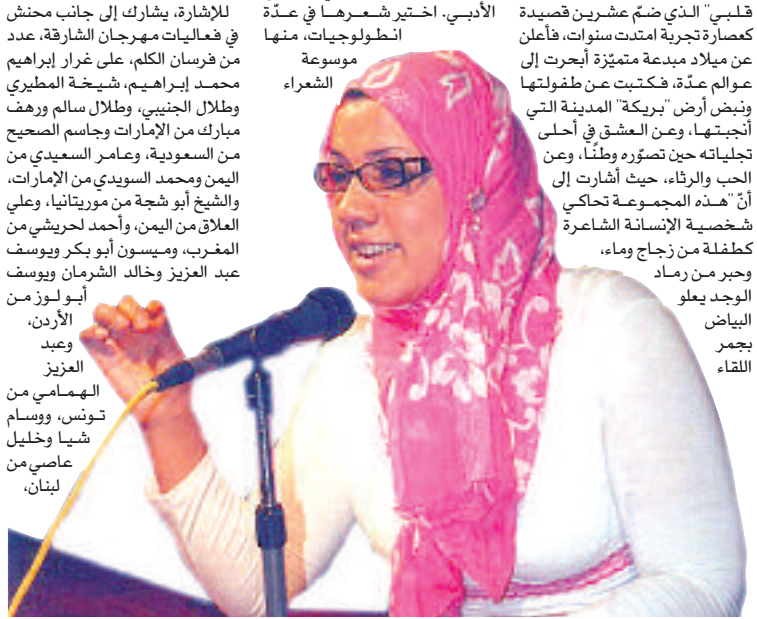 قلبي" الذي ضمّ عشرين قصيدة
كعصارة تجربة امتدت سنوات، فأعلن
عن ميلاد مبدعة متميّزة أبحرت إلى
عوالم عدّة، فكتبت عن طفولتها
ونبض أرض "بريكة" المدينة التي
أنجبتها، وعن العشق في أحلى
تجلياته حين تصوّره وطنًا، وعن
الحب والرثاء، حيث أشارت إلى
أنّ "هذه المجموعة تحاكي
شخصية الإنسانة الشاعرة
كطفلة من زجاج وماء،
وحبر من رماد
الوجد يعلو
البياض
بجمر
اللقاء
الأدبي. اختير شعرها في عدّة
انطولوجيات، منها
موسوعة
الشعراء
للإشارة، يشارك إلى جانب محنش
في فعاليات مهرجان الشارقة، عدد
من فرسان الكلم، على غرار إبراهيم
محمد إبراهيم، شيخة المطيري
وطلال الجنيبي، وطلال سالم ورهف
مبارك من الإمارات وجاسم الصحيح
من السعودية، وعامر السعيدي من
اليمن ومحمد السويدي من الإمارات،
والشيخ أبو شجة من موريتانيا، وعلي
العلاق من اليمن، وأحمد لحريشي من
المغرب، وميسون أبو بكر ويوسف
عبد العزيز وخالد الشرمان ويوسف
أبو لوز من
الأردن،
وعبد
العزيز
الهمامي من
تونس، ووسام
شيا وخليل
عاصي من
لبنان،